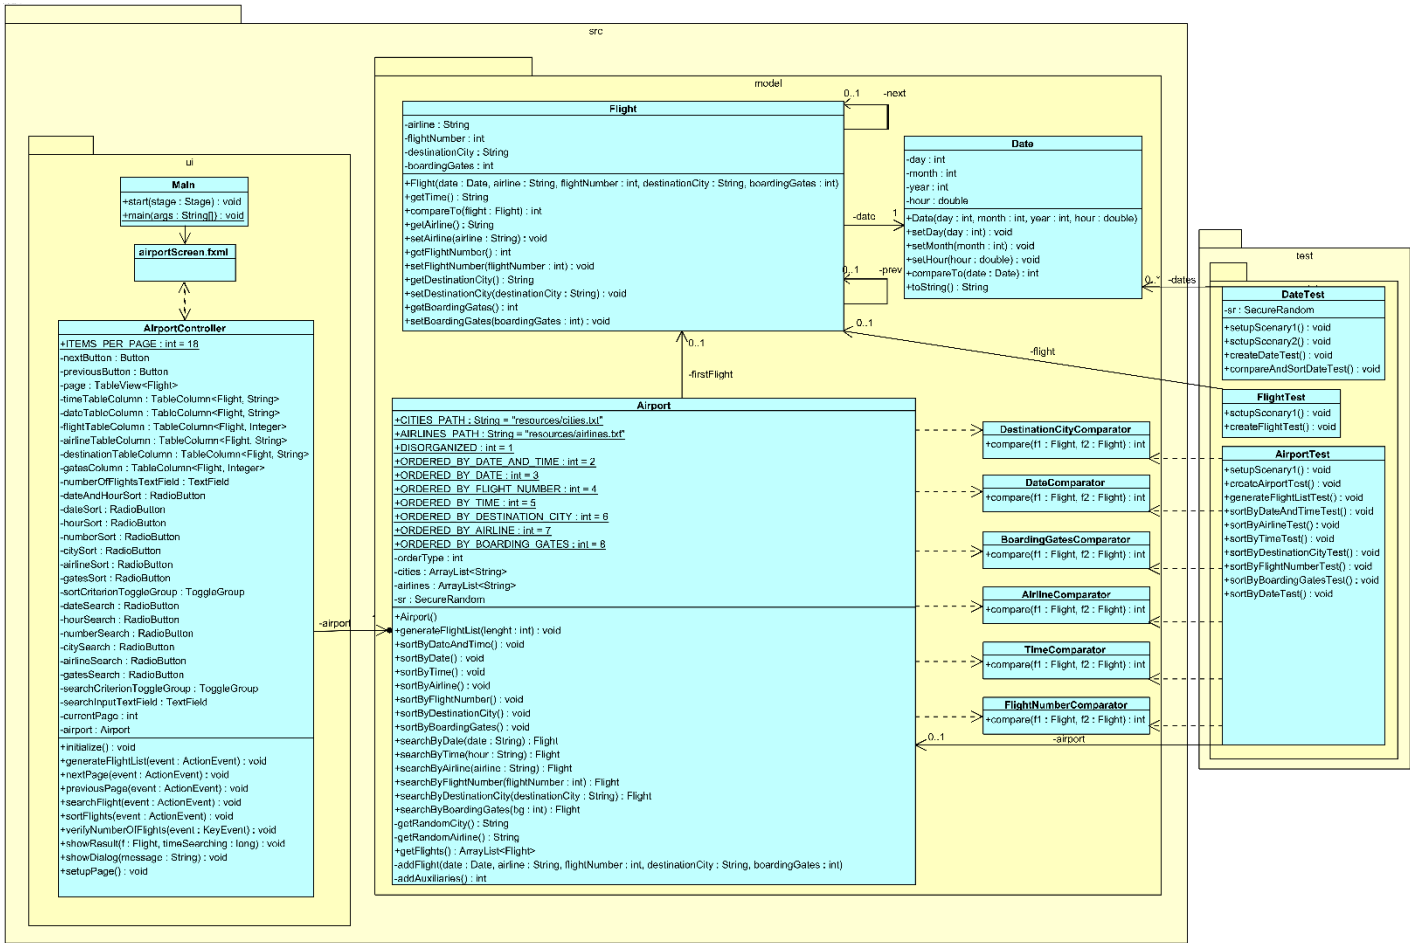 src
model
ui
Main
+start(stage : Stage) : void
+main(args : String[]) : void
airportScreen.fxml
AirportController
+ITEMS_PER_PAGE : int = 18
-nextButton : Button
-previousButton : Button
-page : TableView<Flight>
-timeTableColumn : TableColumn<Flight, String>
-dateTableColumn : TableColumn<Flight, String>
-flightTableColumn : TableColumn<Flight, Integer>
-airlineTableColumn : TableColumn<Flight, String>
-destinationTableColumn : TableColumn<Flight, String>
-gatesColumn : TableColumn<Flight, Integer>
-numberOfFlightsTextField : TextField
-dateAndHourSort : RadioButton
-dateSort : RadioButton
-hourSort : RadioButton
-numberSort : RadioButton
-citySort : RadioButton
-airlineSort : RadioButton
-gatesSort : RadioButton
-sortCriterionToggleGroup : ToggleGroup
-dateSearch : RadioButton
-hourSearch : RadioButton
-numberSearch : RadioButton
-citySearch : RadioButton
-airlineSearch : RadioButton
-gatesSearch : RadioButton
-searchCriterionToggleGroup : ToggleGroup
-searchInputTextField : TextField
-currentPage : int
-airport : Airport
+initialize() : void
+generateFlightList(event : ActionEvent) : void
+nextPage(event : ActionEvent) : void
+previousPage(event : ActionEvent) : void
+searchFlight(event : ActionEvent) : void
+sortFlights(event : ActionEvent) : void
+verifyNumberOfFlights(event : KeyEvent) : void
+showResult(f : Flight, timeSearching : long) : void
+showDialog(message : String) : void
+setupPage() : void
-airport
Flight
-airline : String
-flightNumber : int
-destinationCity : String
-boardingGates : int
+Flight(date : Date, airline : String, flightNumber : int, destinationCity : String, boardingGates : int)
+getTime() : String
+compareTo(flight : Flight) : int
+getAirline() : String
+setAirline(airline : String) : void
+getFlightNumber() : int
+setFlightNumber(flightNumber : int) : void
+getDestinationCity() : String
+setDestinationCity(destinationCity : String) : void
+getBoardingGates() : int
+setBoardingGates(boardingGates : int) : void
0..1
-next
-date
1
0..1
-prev
0..1
-flight
0..1
-firstFlight
Date
-day : int
-month : int
-year : int
-hour : double
+Date(day : int, month : int, year : int, hour : double)
+setDay(day : int) : void
+setMonth(month : int) : void
+setHour(hour : double) : void
+compareTo(date : Date) : int
+toString() : String
0..*
-dates
Airport
+CITIES_PATH : String = "resources/cities.txt"
+AIRLINES_PATH : String = "resources/airlines.txt"
+DISORGANIZED : int = 1
+ORDERED_BY_DATE_AND_TIME : int = 2
+ORDERED_BY_DATE : int = 3
+ORDERED_BY_FLIGHT_NUMBER : int = 4
+ORDERED_BY_TIME : int = 5
+ORDERED_BY_DESTINATION_CITY : int = 6
+ORDERED_BY_AIRLINE : int = 7
+ORDERED_BY_BOARDING_GATES : int = 8
-orderType : int
-cities : ArrayList<String>
-airlines : ArrayList<String>
-sr : SecureRandom
+Airport()
+generateFlightList(lenght : int) : void
+sortByDateAndTime() : void
+sortByDate() : void
+sortByTime() : void
+sortByAirline() : void
+sortByFlightNumber() : void
+sortByDestinationCity() : void
+sortByBoardingGates() : void
+searchByDate(date : String) : Flight
+searchByTime(hour : String) : Flight
+searchByAirline(airline : String) : Flight
+searchByFlightNumber(flightNumber : int) : Flight
+searchByDestinationCity(destinationCity : String) : Flight
+searchByBoardingGates(bg : int) : Flight
-getRandomCity() : String
-getRandomAirline() : String
+getFlights() : ArrayList<Flight>
-addFlight(date : Date, airline : String, flightNumber : int, destinationCity : String, boardingGates : int)
-addAuxiliaries() : int
DestinationCityComparator
+compare(f1 : Flight, f2 : Flight) : int
DateComparator
+compare(f1 : Flight, f2 : Flight) : int
BoardingGatesComparator
+compare(f1 : Flight, f2 : Flight) : int
AirlineComparator
+compare(f1 : Flight, f2 : Flight) : int
TimeComparator
+compare(f1 : Flight, f2 : Flight) : int
FlightNumberComparator
+compare(f1 : Flight, f2 : Flight) : int
0..1
-airport
test
DateTest
-sr : SecureRandom
+setupScenary1() : void
+setupScenary2() : void
+createDateTest() : void
+compareAndSortDateTest() : void
FlightTest
+setupScenary1() : void
+createFlightTest() : void
AirportTest
+setupScenary1() : void
+createAirportTest() : void
+generateFlightListTest() : void
+sortByDateAndTimeTest() : void
+sortByAirlineTest() : void
+sortByTimeTest() : void
+sortByDestinationCityTest() : void
+sortByFlightNumberTest() : void
+sortByBoardingGatesTest() : void
+sortByDateTest() : void